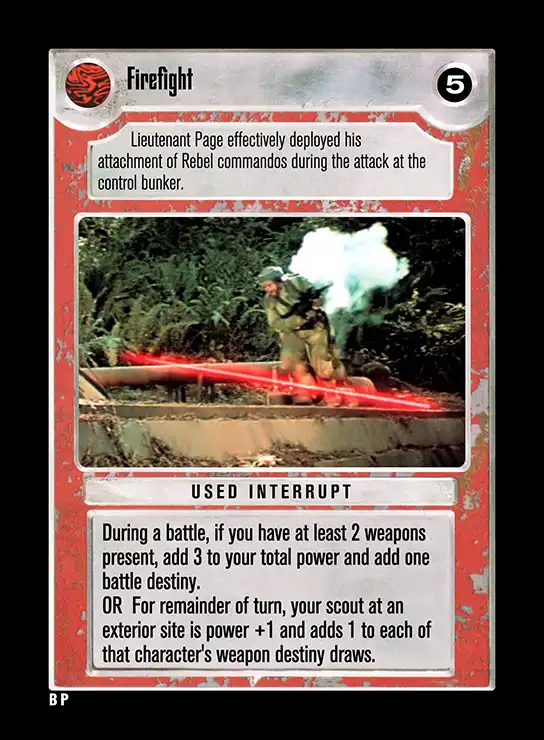 Firefight
5
Lieutenant Page effectively deployed his
attachment of Rebel commandos during the attack at the
control bunker.
USED INTERRUPT
During a battle, if you have at least 2 weapons
present, add 3 to your total power and add one
battle destiny.
OR For remainder of turn, your scout at an
exterior site is power +1 and adds 1 to each of
that character's weapon destiny draws.
B P